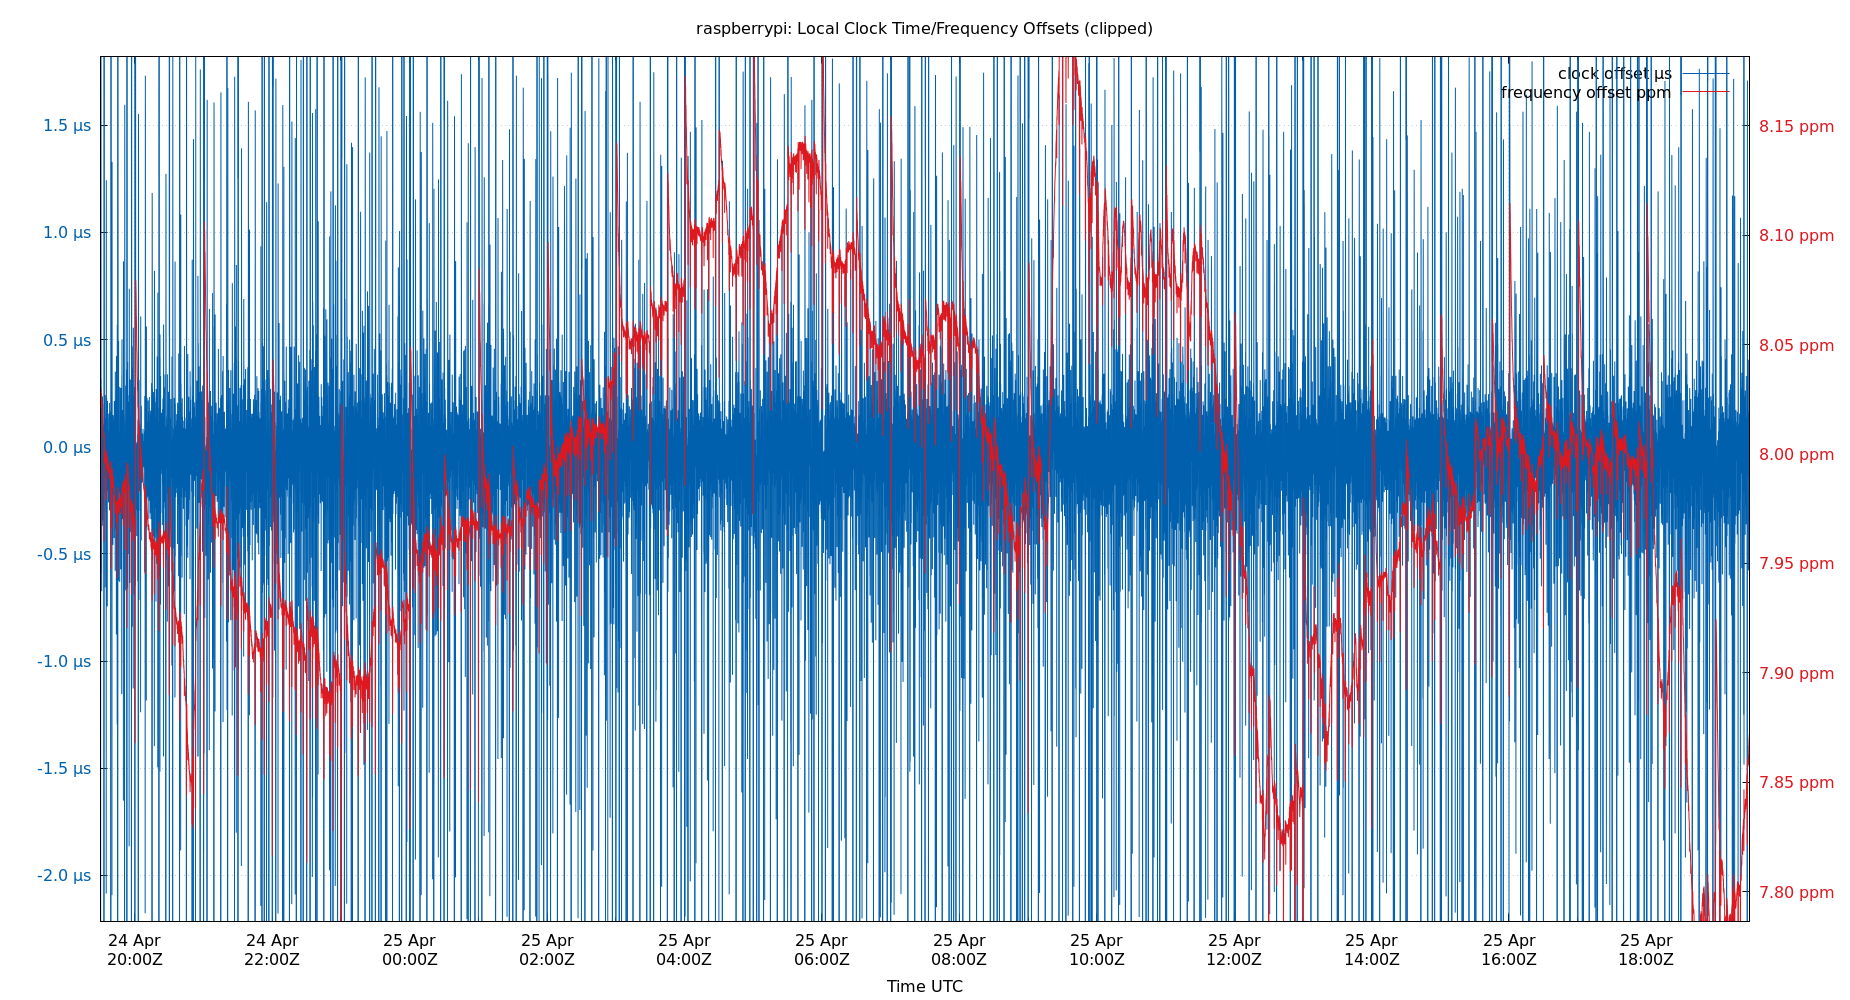 raspberrypi: Local Clock Time/Frequency Offsets (clipped)
clock offset µs
frequency offset ppm
1.5 µs
1.0 µs
0.5 µs
0.0 µs
-0.5 µs
-1.0 µs
-1.5 µs
-2.0 µs
8.15 ppm
8.10 ppm
8.05 ppm
8.00 ppm
7.95 ppm
7.90 ppm
7.85 ppm
7.80 ppm
24 Apr 24 Apr 25 Apr 25 Apr 25 Apr 25 Apr 25 Apr 25 Apr 25 Apr 25 Apr 25 Apr 25 Apr
20:00Z 22:00Z 00:00Z 02:00Z 04:00Z 06:00Z 08:00Z 10:00Z 12:00Z 14:00Z 16:00Z 18:00Z
Time UTC